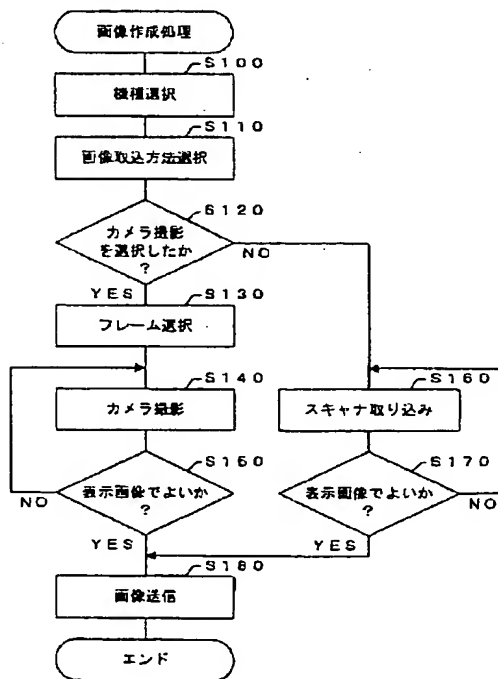 画像作成処理
S100
機種選択
S110
画像取込方法選択
S120
カメラ撮影
を選択したか
?
NO
YES
S130
フレーム選択
S140
カメラ撮影
S160
スキャナ取り込み
S150
表示画像でよいか
?
NO
YES
S170
表示画像でよいか
?
NO
YES
S180
画像送信
エンド